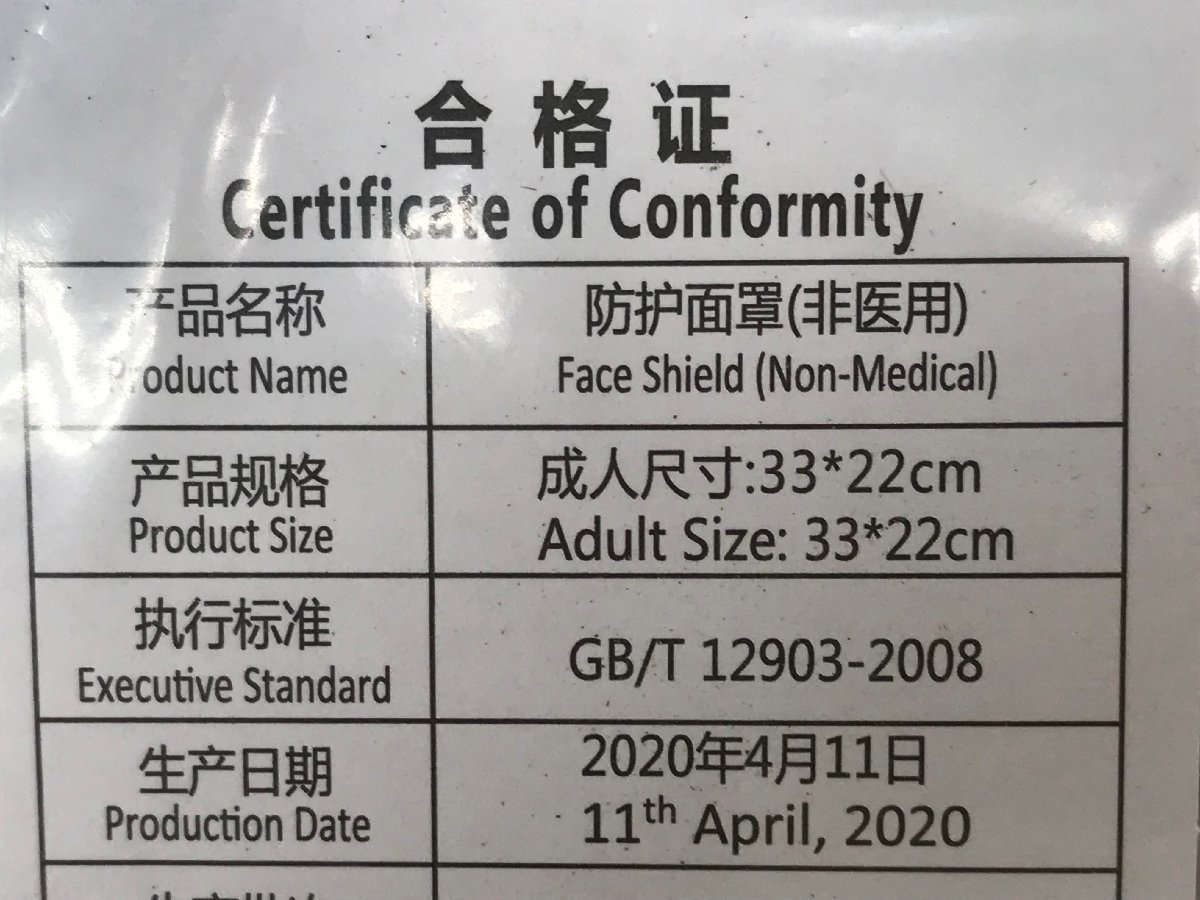 合格证
Certificate of Conformity
产品名称
Product Name
防护面罩(非医用)
Face Shield (Non-Medical)
产品规格
Product Size
成人尺寸:33*22cm
Adult Size: 33*22cm
执行标准
Executive Standard
GB/T 12903-2008
生产日期
Production Date
2020年4月11日
11th April, 2020